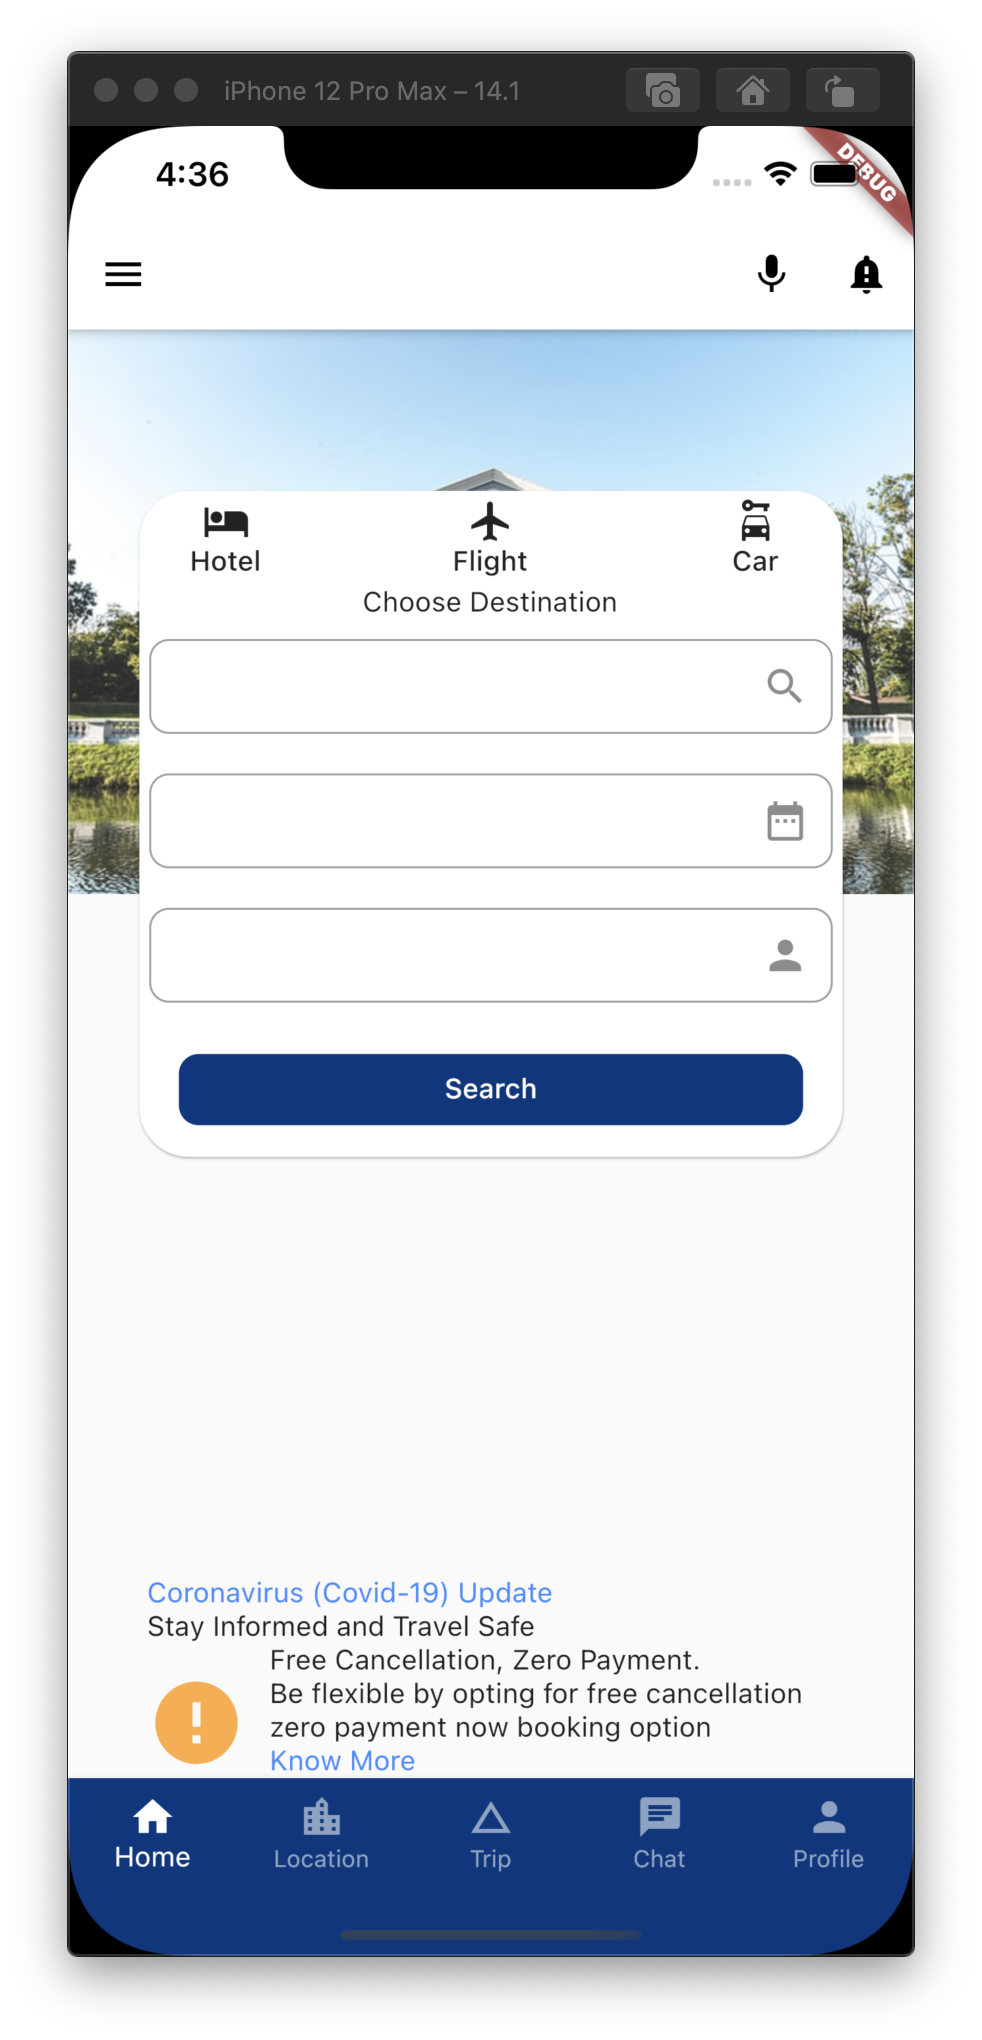 iPhone 12 Pro Max – 14.1
4:36
DEBUG
Hotel
Flight
Car
Choose Destination
Search
Coronavirus (Covid-19) Update
Stay Informed and Travel Safe
Free Cancellation, Zero Payment.
Be flexible by opting for free cancellation
zero payment now booking option
Know More
Home
Location
Trip
Chat
Profile